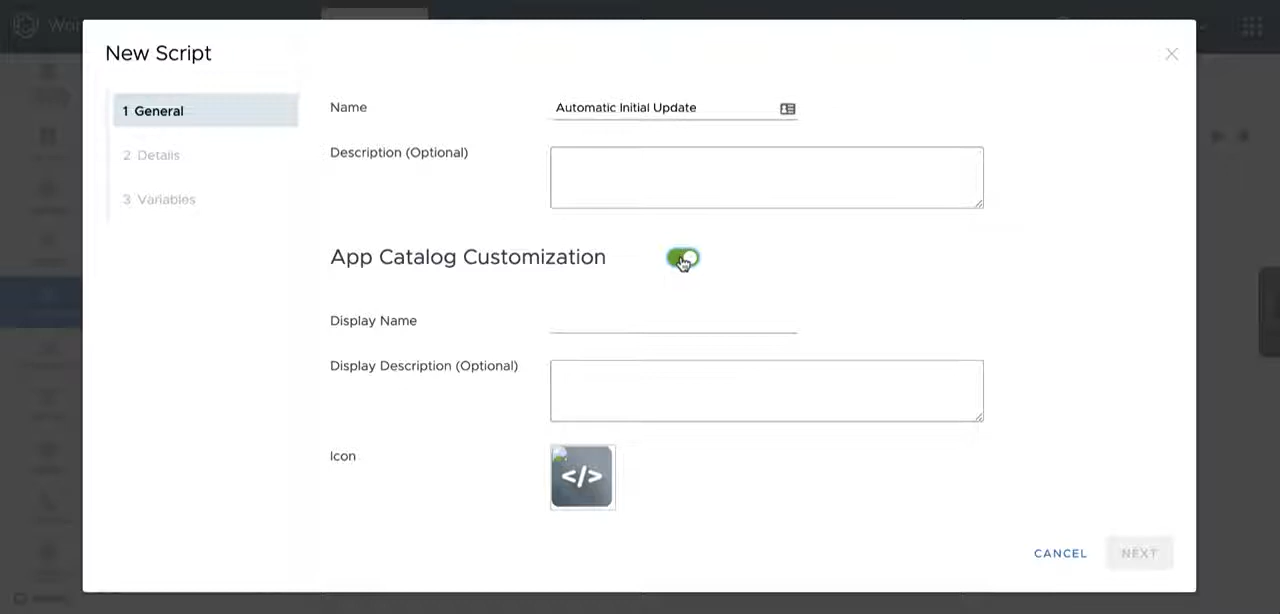 New Script
1 General
2 Details
3 Variables
Name
Automatic Initial Update
Description (Optional)
App Catalog Customization
Display Name
Display Description (Optional)
Icon
</>
CANCEL
NEXT